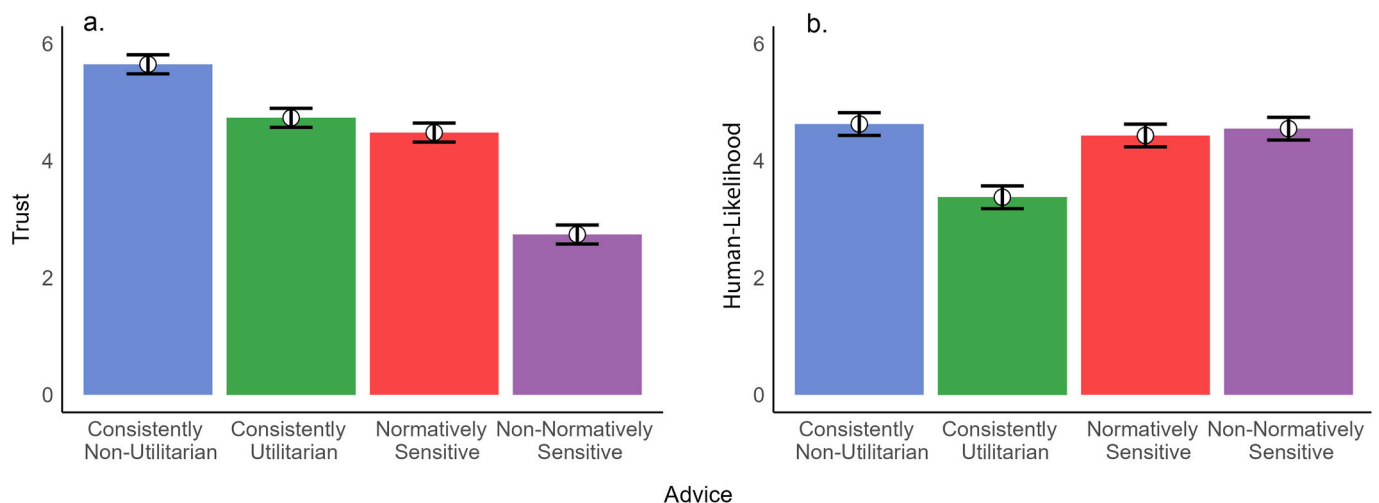 a.
6
4
2
0
Trust
Consistently Non-Utilitarian
Consistently Utilitarian
Normatively Sensitive
Non-Normatively Sensitive
b.
6
4
2
0
Human-Likelihood
Consistently Non-Utilitarian
Consistently Utilitarian
Normatively Sensitive
Non-Normatively Sensitive
Advice